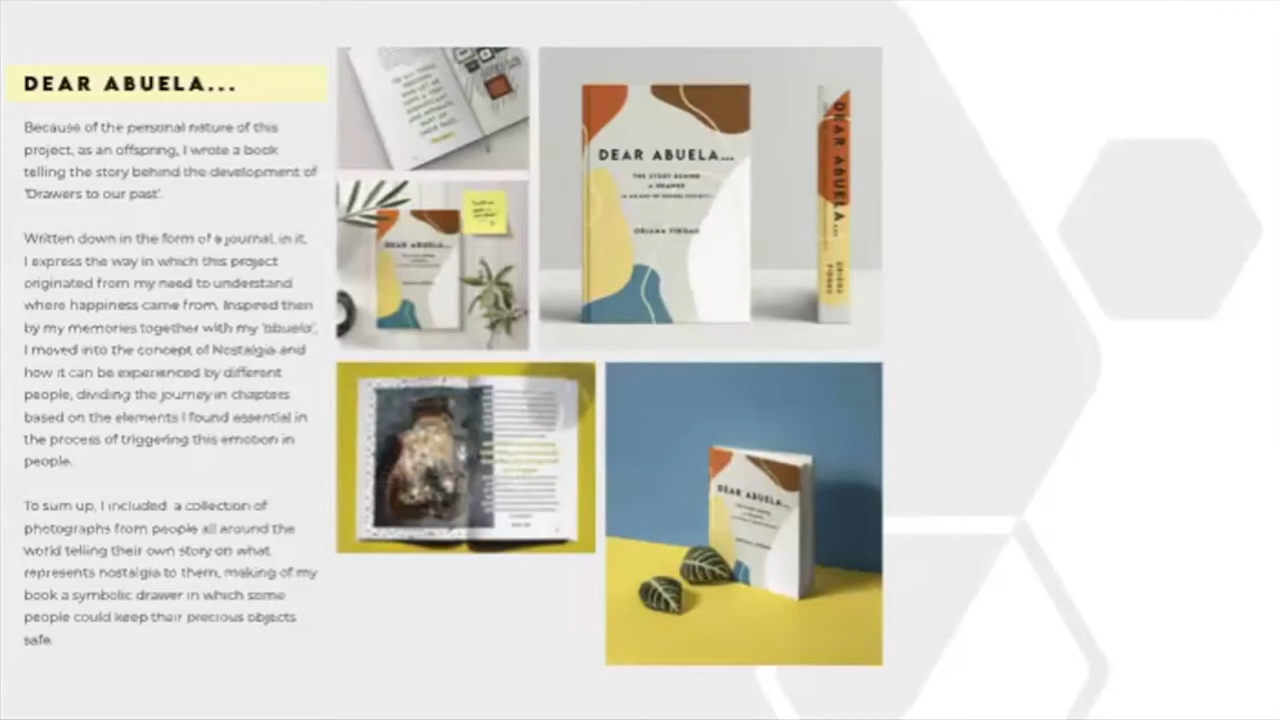 DEAR ABUELA...
Because of the personal nature of this
project, as an offspring, I wrote a book
telling the story behind the development of
'Drawers to our past'.
Written down in the form of a journal, in it,
I express the way in which this project
originated from my need to understand
where happiness came from. Inspired then
by my memories together with my 'abuela',
I moved into the concept of Nostalgia and
how it can be experienced by different
people, dividing the journey in chapters
based on the elements I found essential in
the process of triggering this emotion in
people.
To sum up, I included a collection of
photographs from people all around the
world telling their own story on what
represents nostalgia to them, making of my
book a symbolic drawer in which some
people could keep their precious objects
safe.
DEAR ABUELA...
THE STORY BEHIND
A DRAWER
DEAR ABUELA...
DEAR ABUELA...
DEAR ABUELA...